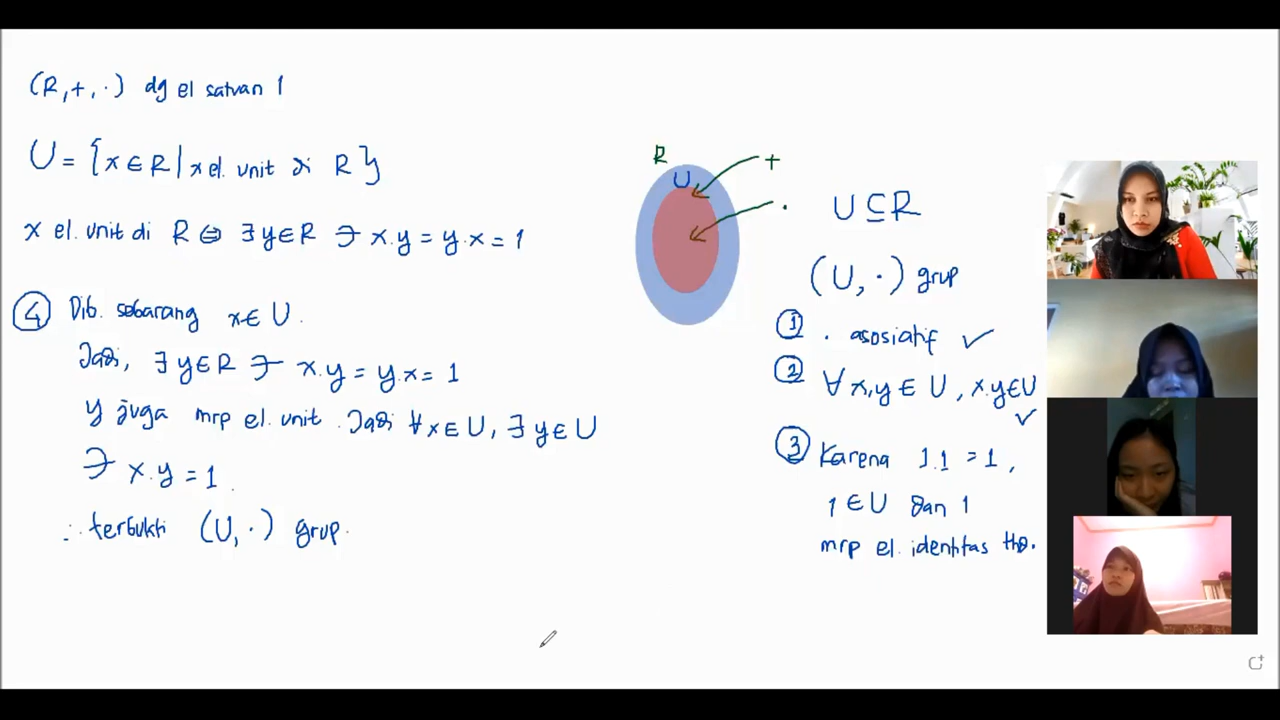 (R, +, ·) dg el satuan 1
U = {x ∈ R | x el. unit di R}
x el. unit di R ⇔ ∃ y ∈ R ∋ x.y = y.x = 1
④ Dib. sebarang x ∈ U.
Jadi, ∃ y ∈ R ∋ x.y = y.x = 1
y juga mrp el. unit. Jadi ∀x ∈ U, ∃ y ∈ U
∋ x.y = 1.
∴ terbukti (U, ·) grup.
R
U
+
·
U ⊆ R
(U, ·) grup
① · asosiatif ✓
② ∀ x,y ∈ U, x.y ∈ U
✓
③ Karena 1.1 = 1,
1 ∈ U dan 1
mrp el. identitas thd.